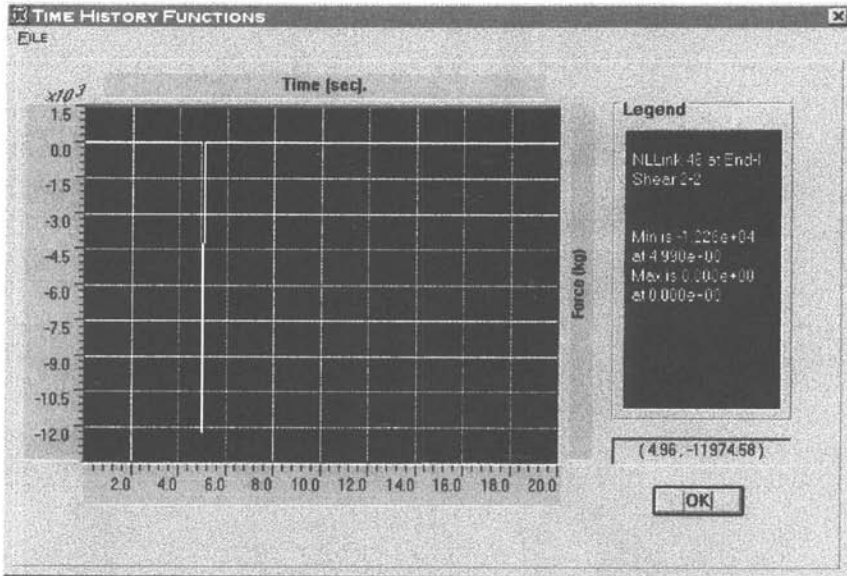 TIME HISTORY FUNCTIONS
FILE
Time (sec).
x10 3
1.5
0.0
-1.5
-3.0
-4.5
-6.0
-7.5
-9.0
-10.5
-12.0
2.0 4.0 6.0 8.0 10.0 12.0 14.0 16.0 18.0 20.0
Force (kg)
Legend
NLLink 46 at End-I
Shear 2-2
Min is -1.226e+04
at 4.990e+00
Max is 0.000e+00
at 0.000e+00
( 4.96 , -11974.58 )
OK